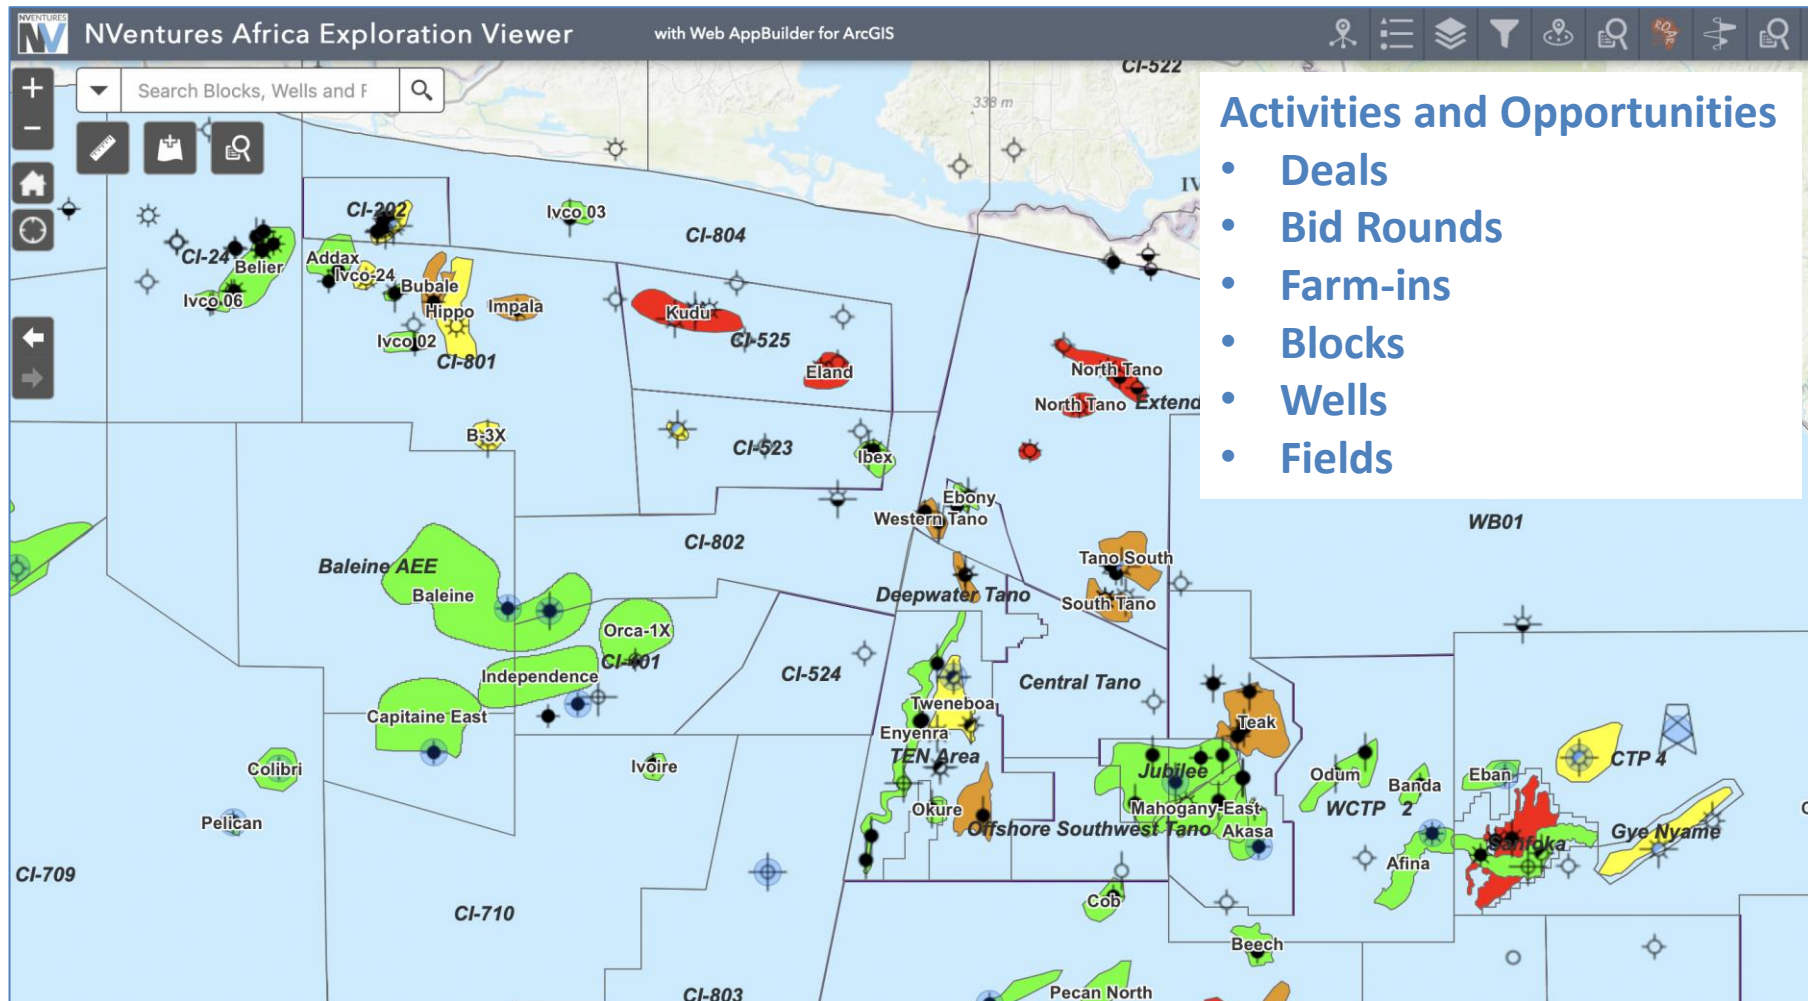 NVENTURES
NV
NVentures Africa Exploration Viewer
with Web AppBuilder for ArcGIS
ROAR
+
Search Blocks, Wells and F
−
CI-522
338 m
Activities and Opportunities
• Deals
• Bid Rounds
• Farm-ins
• Blocks
• Wells
• Fields
IV
CI-202
Ivco 03
CI-804
CI-24
Belier
Addax
Ivco-24
Ivco 06
Bubale
Hippo
Impala
Kudu
CI-525
Ivco 02
CI-801
Eland
North Tano
North Tano
Extend
B-3X
CI-523
Ibex
Ebony
Western Tano
WB01
CI-802
Tano South
Baleine AEE
Baleine
Deepwater Tano
South Tano
Orca-1X
CI-401
Independence
CI-524
Central Tano
Tweneboa
Capitaine East
Enyenra
Teak
TEN Area
CTP 4
Colibri
Ivoire
Jubilee
Odum
Banda
Eban
Okure
Mahogany-East
WCTP 2
Pelican
Offshore Southwest Tano
Akasa
Gye Nyame
Sankofa
Afina
CI-709
Cob
CI-710
Beech
CI-803
Pecan North